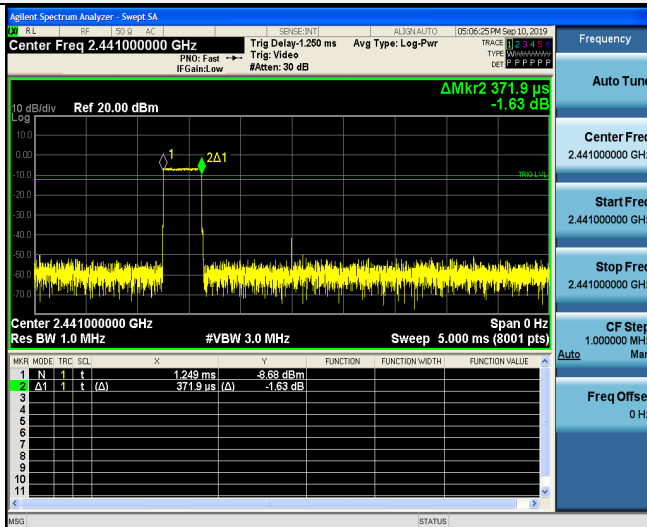 Agilent Spectrum Analyzer - Swept SA
RL RF 50 Ω AC SENSE:INT ALIGN AUTO 05:06:25 PM Sep 10, 2019
Center Freq 2.441000000 GHz Trig Delay-1.250 ms Avg Type: Log-Pwr TRACE 1 2 3 4 5 6
PNO: Fast Trig: Video TYPE
IFGain:Low #Atten: 30 dB DET P P P P P P
ΔMkr2 371.9 µs
10 dB/div Ref 20.00 dBm -1.63 dB
Log
10.0
0.00
-10.0
-20.0
-30.0
-40.0
-50.0
-60.0
-70.0
1
2Δ1
TRIG LVL
Center 2.441000000 GHz Span 0 Hz
Res BW 1.0 MHz #VBW 3.0 MHz Sweep 5.000 ms (8001 pts)
MKR MODE TRC SCL X Y FUNCTION FUNCTION WIDTH FUNCTION VALUE
1 N 1 t 1.249 ms -8.68 dBm
2 Δ1 1 t (Δ) 371.9 µs (Δ) -1.63 dB
3
4
5
6
7
8
9
10
11
MSG STATUS
Frequency
Auto Tune
Center Freq
2.441000000 GHz
Start Freq
2.441000000 GHz
Stop Freq
2.441000000 GHz
CF Step
1.000000 MHz
Auto Man
Freq Offset
0 Hz